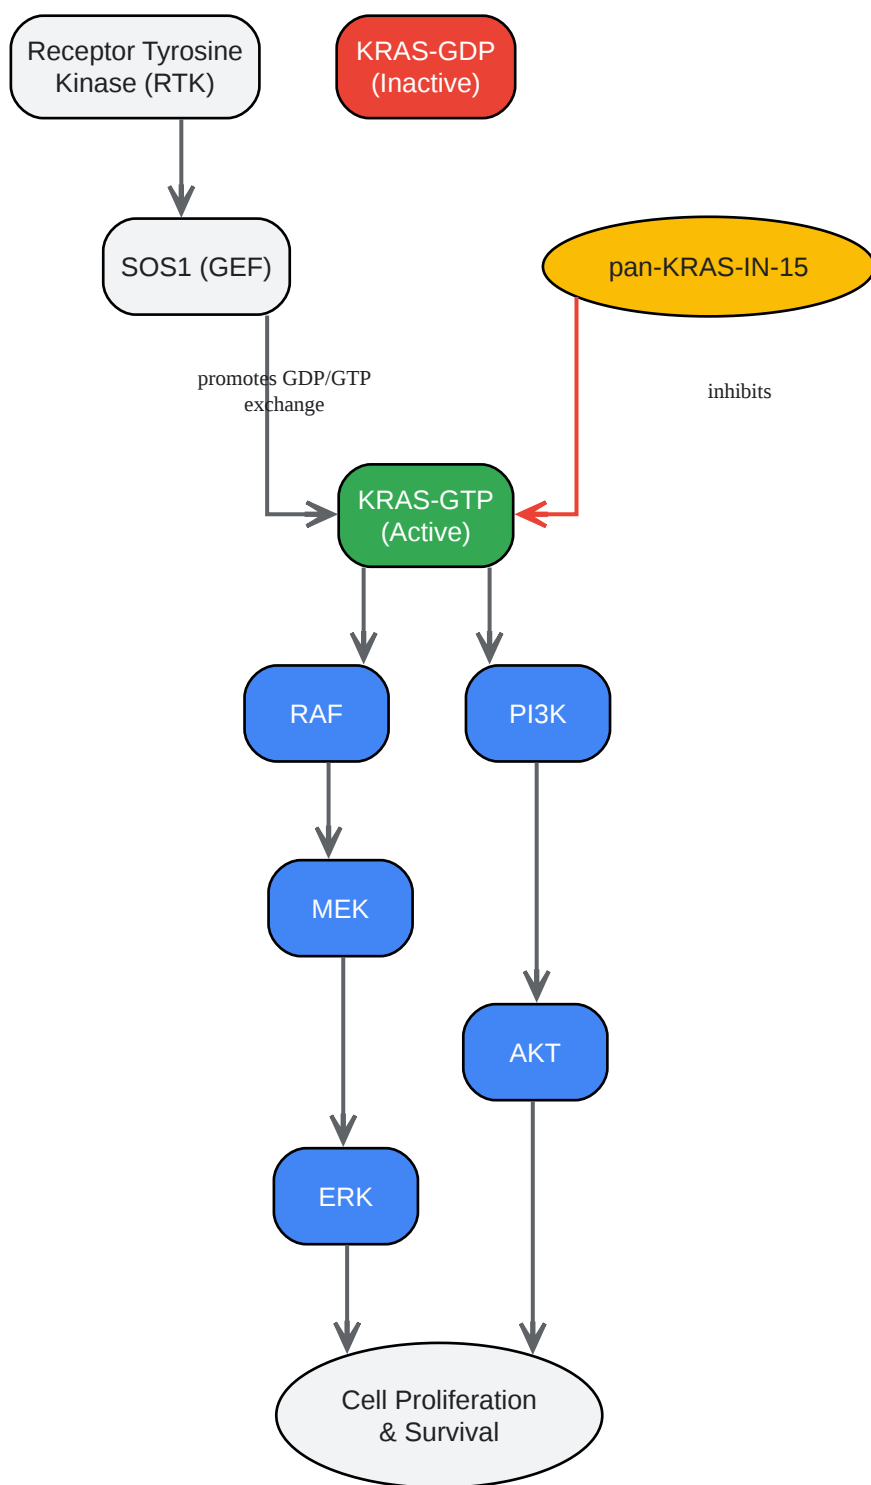 Receptor Tyrosine
Kinase (RTK)
KRAS-GDP
(Inactive)
SOS1 (GEF)
pan-KRAS-IN-15
promotes GDP/GTP
exchange
inhibits
KRAS-GTP
(Active)
RAF
PI3K
MEK
AKT
ERK
Cell Proliferation
& Survival